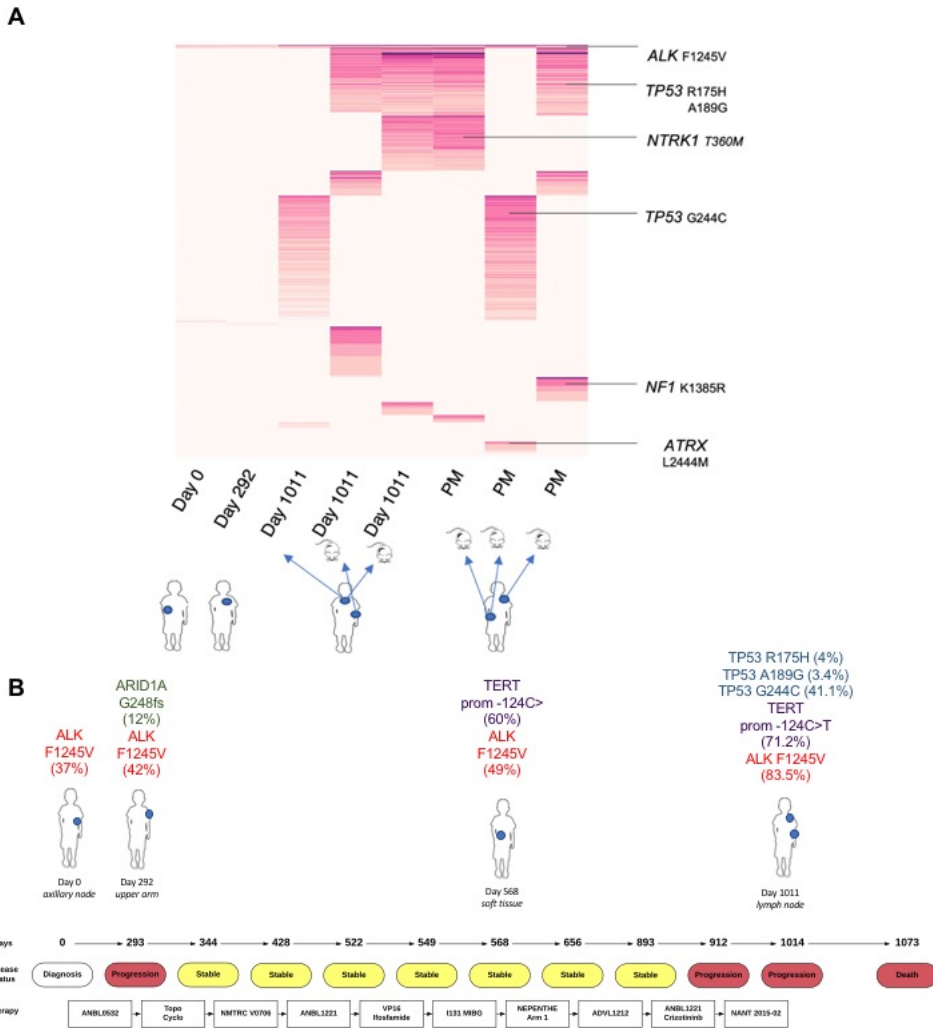 A
ALK F1245V
TP53 R175H
A189G
NTRK1 T360M
TP53 G244C
NF1 K1385R
ATRX
L2444M
Day 0
Day 292
Day 1011
Day 1011
Day 1011
PM
PM
PM
B
ALK
F1245V
(37%)
ARID1A
G248fs
(12%)
ALK
F1245V
(42%)
TERT
prom -124C>
(60%)
ALK
F1245V
(49%)
TP53 R175H (4%)
TP53 A189G (3.4%)
TP53 G244C (41.1%)
TERT
prom -124C>T
(71.2%)
ALK F1245V
(83.5%)
Day 0
axillary node
Day 292
upper arm
Day 568
soft tissue
Day 1011
lymph node
ays 0 293 344 428 522 549 568 656 893 912 1014 1073
ease
tatus
Diagnosis Progression Stable Stable Stable Stable Stable Stable Stable Progression Progression Death
erapy
ANBL0532
Topo
Cyclo
NMTRC V0706
ANBL1221
VP16
Ifosfamide
I131 MIBG
NEPENTHE
Arm 1
ADVL1212
ANBL1221
Crizotininb
NANT 2015-02